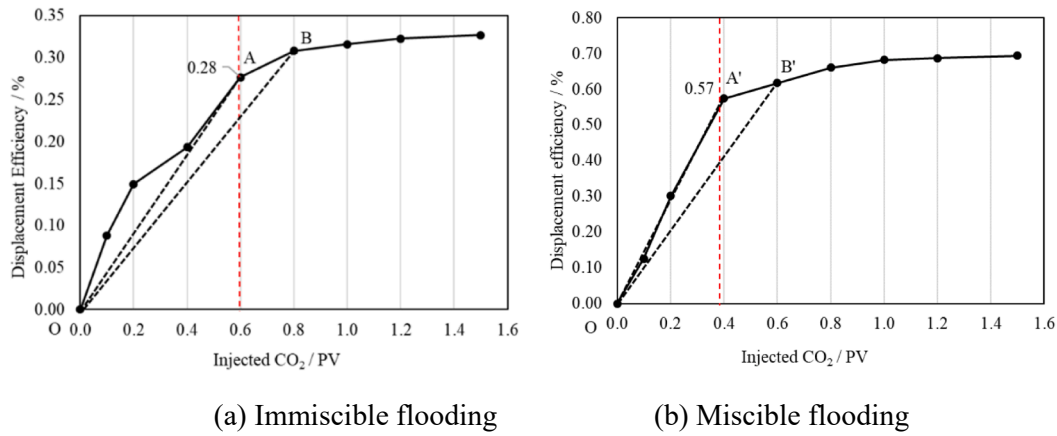 0.35
0.30
0.25
0.20
0.15
0.10
0.05
0.00
Displacement Efficiency / %
0.28
A
B
O
0.0 0.2 0.4 0.6 0.8 1.0 1.2 1.4 1.6
Injected CO₂ / PV
(a) Immiscible flooding
0.80
0.70
0.60
0.50
0.40
0.30
0.20
0.10
0.00
Displacement efficiency / %
0.57
A'
B'
O
0.0 0.2 0.4 0.6 0.8 1.0 1.2 1.4 1.6
Injected CO₂ / PV
(b) Miscible flooding